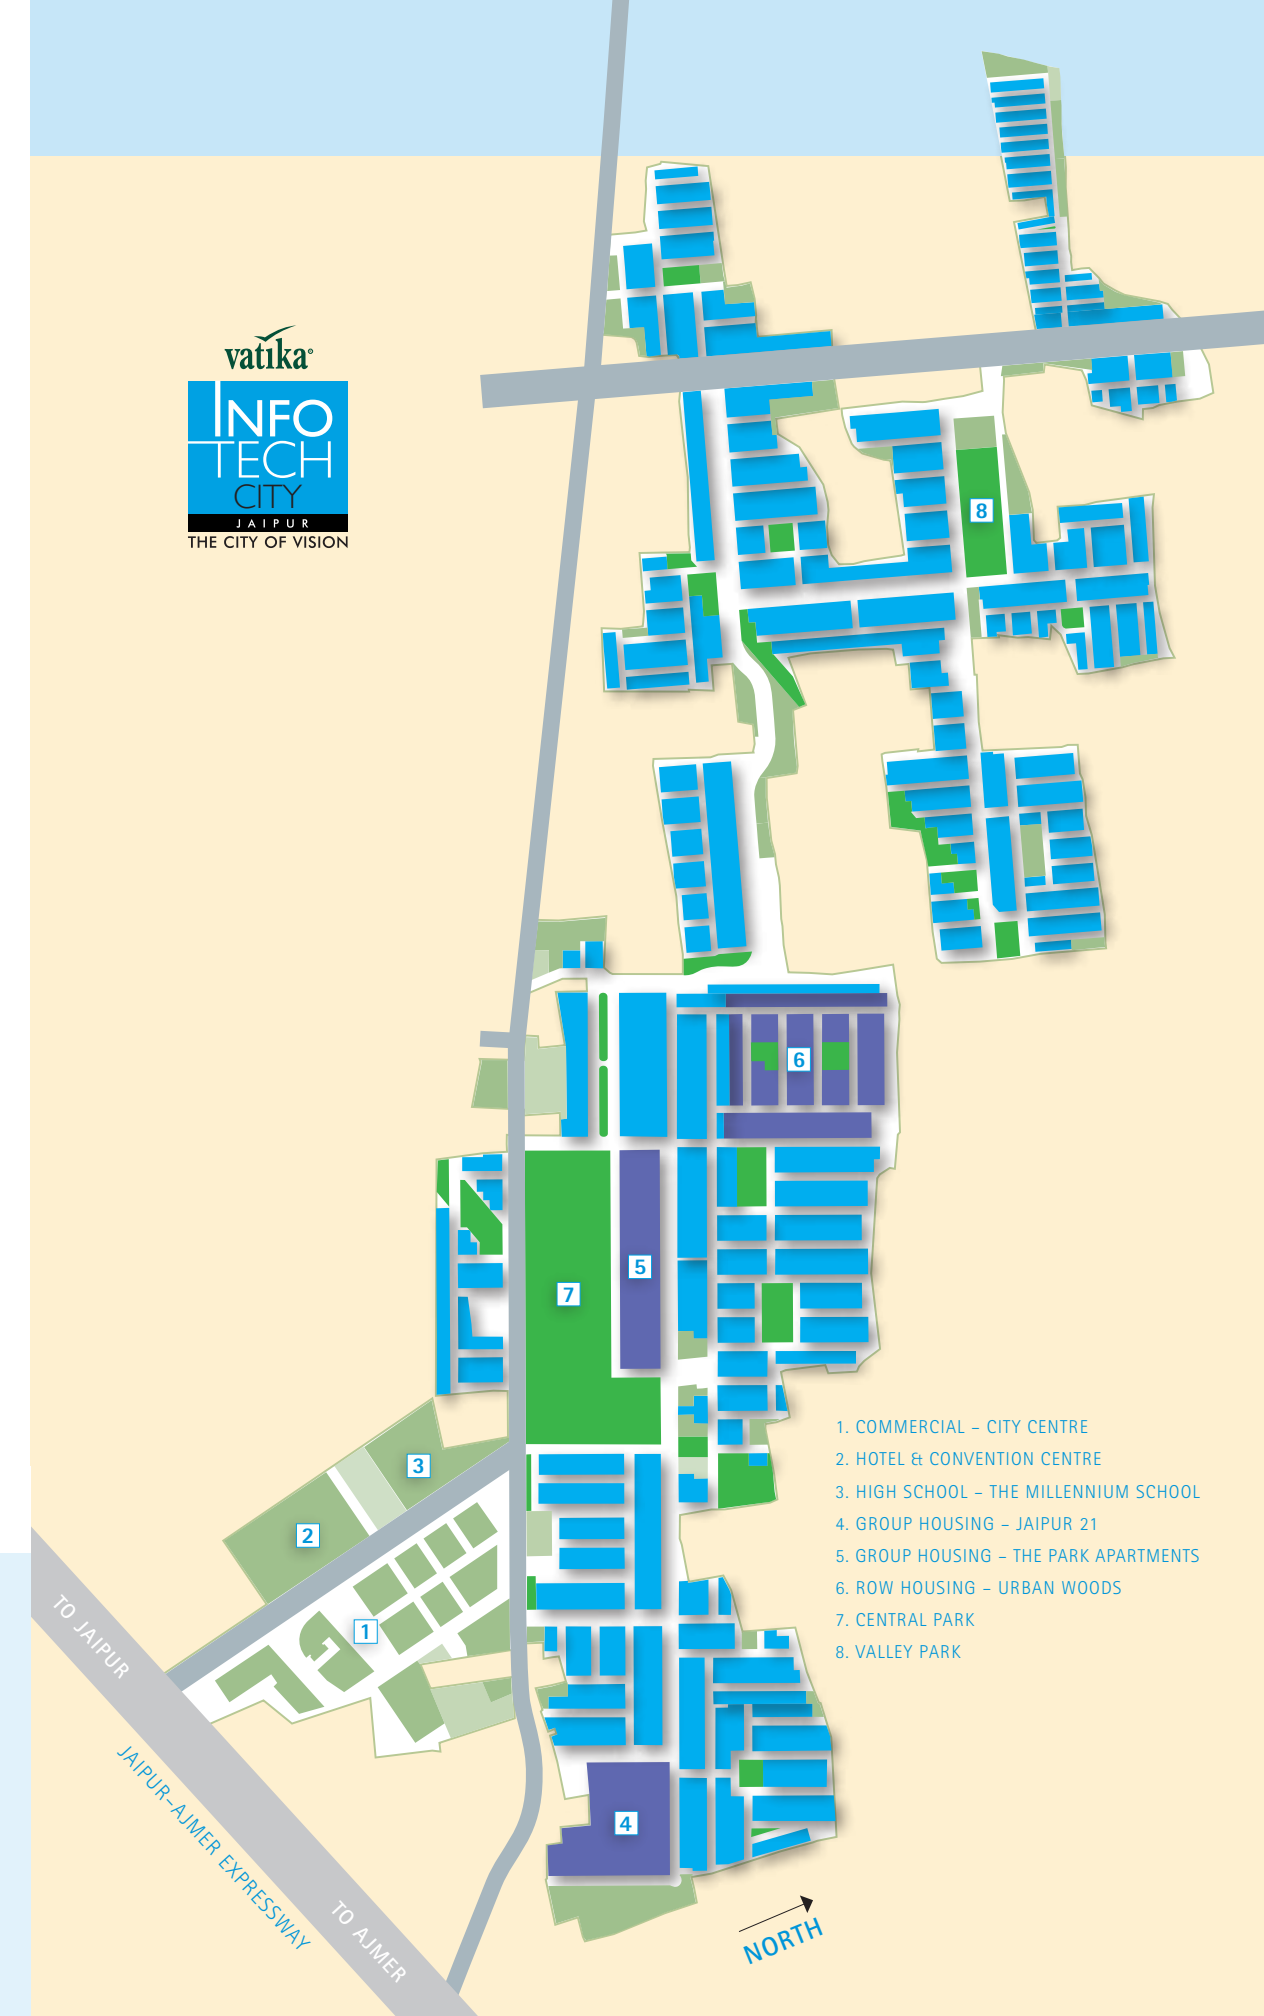 vatika®
INFO
TECH
CITY
JAIPUR
THE CITY OF VISION
8
6
5
7
3
2
1
4
1. COMMERCIAL – CITY CENTRE
2. HOTEL & CONVENTION CENTRE
3. HIGH SCHOOL – THE MILLENNIUM SCHOOL
4. GROUP HOUSING – JAIPUR 21
5. GROUP HOUSING – THE PARK APARTMENTS
6. ROW HOUSING – URBAN WOODS
7. CENTRAL PARK
8. VALLEY PARK
TO JAIPUR
JAIPUR–AJMER EXPRESSWAY
TO AJMER
NORTH